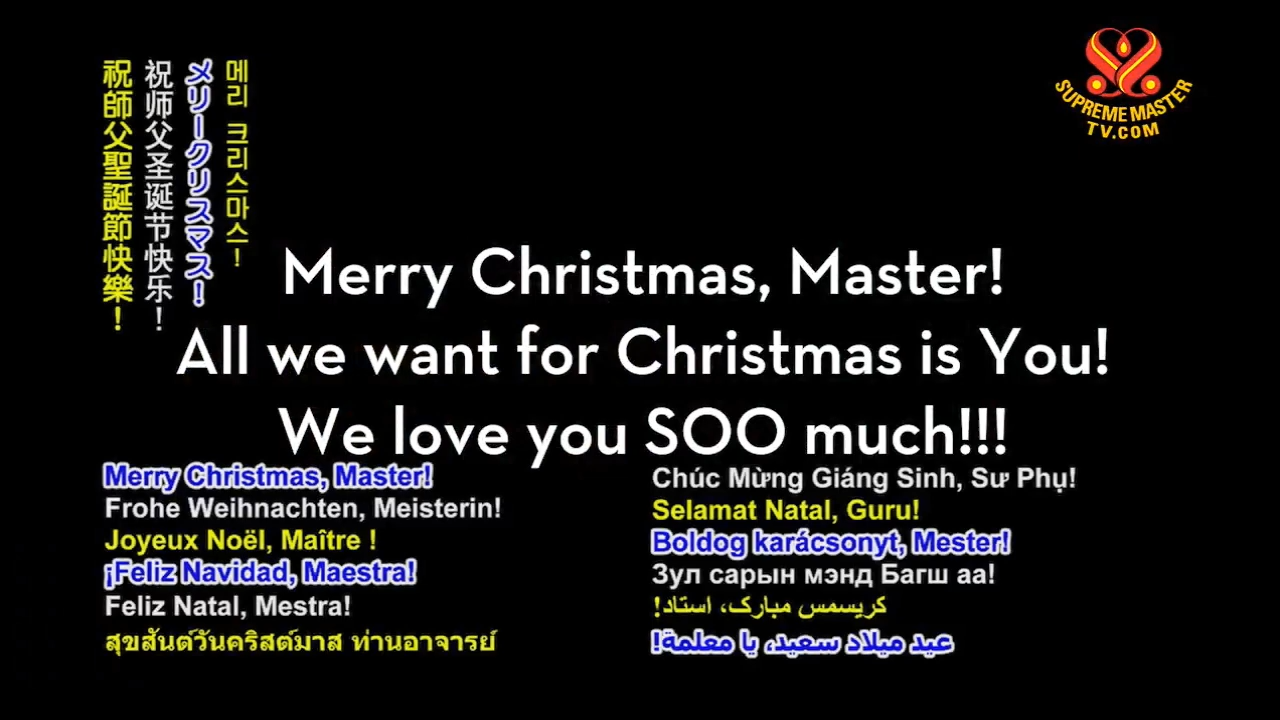 祝師父聖誕節快樂！
祝师父圣诞节快乐！
メリークリスマス！
메리 크리스마스!
SUPREME MASTER
TV.COM
Merry Christmas, Master!
All we want for Christmas is You!
We love you SOO much!!!
Merry Christmas, Master!
Frohe Weihnachten, Meisterin!
Joyeux Noël, Maître !
¡Feliz Navidad, Maestra!
Feliz Natal, Mestra!
สุขสันต์วันคริสต์มาส ท่านอาจารย์
Chúc Mừng Giáng Sinh, Sư Phụ!
Selamat Natal, Guru!
Boldog karácsonyt, Mester!
Зул сарын мэнд Багш аа!
کریسمس مبارک، استاد!
عيد ميلاد سعيد، يا معلمة!